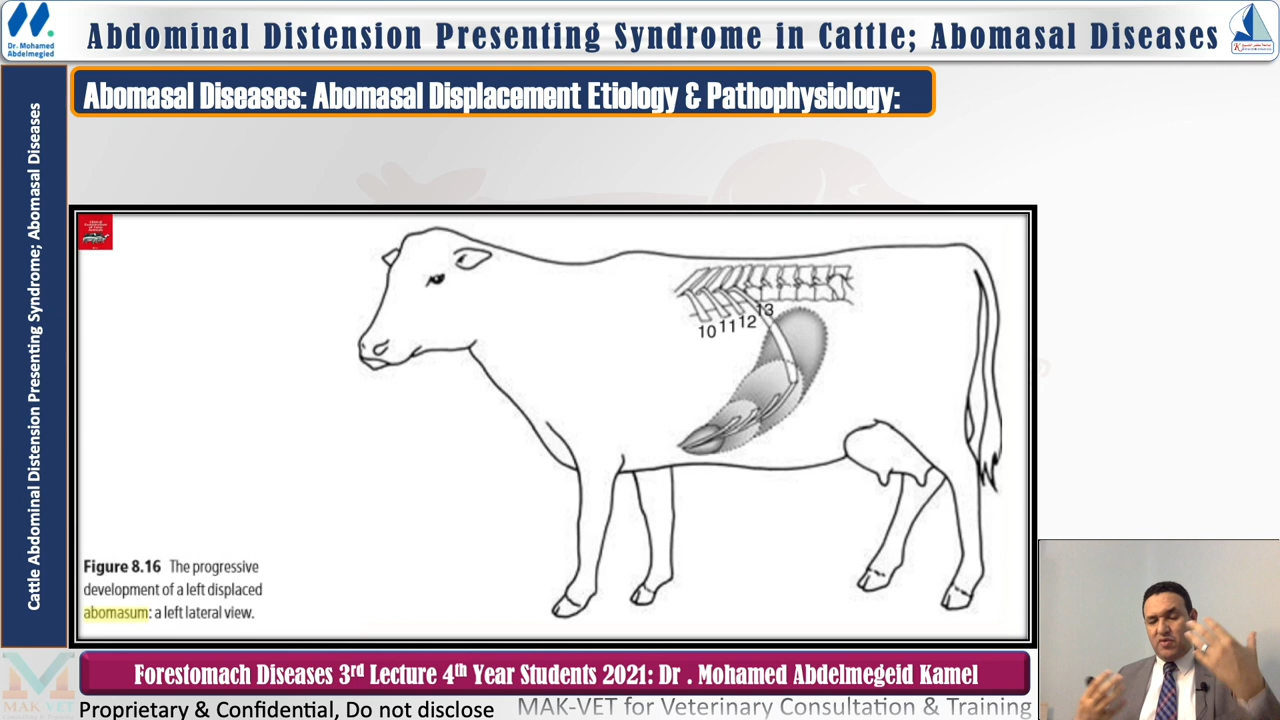 Dr. Mohamed
Abdelmegied
Abdominal Distension Presenting Syndrome in Cattle; Abomasal Diseases
Cattle Abdominal Distension Presenting Syndrome; Abomasal Diseases
Abomasal Diseases: Abomasal Displacement Etiology & Pathophysiology:
10 11 12 13
Figure 8.16 The progressive
development of a left displaced
abomasum: a left lateral view.
Forestomach Diseases 3rd Lecture 4th Year Students 2021: Dr . Mohamed Abdelmegeid Kamel
MAK-VET
Proprietary & Confidential, Do not disclose
MAK-VET for Veterinary Consultation & Training